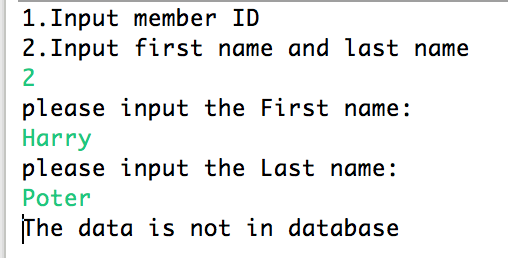 1.Input member ID
2.Input first name and last name
2
please input the First name:
Harry
please input the Last name:
Poter
The data is not in database